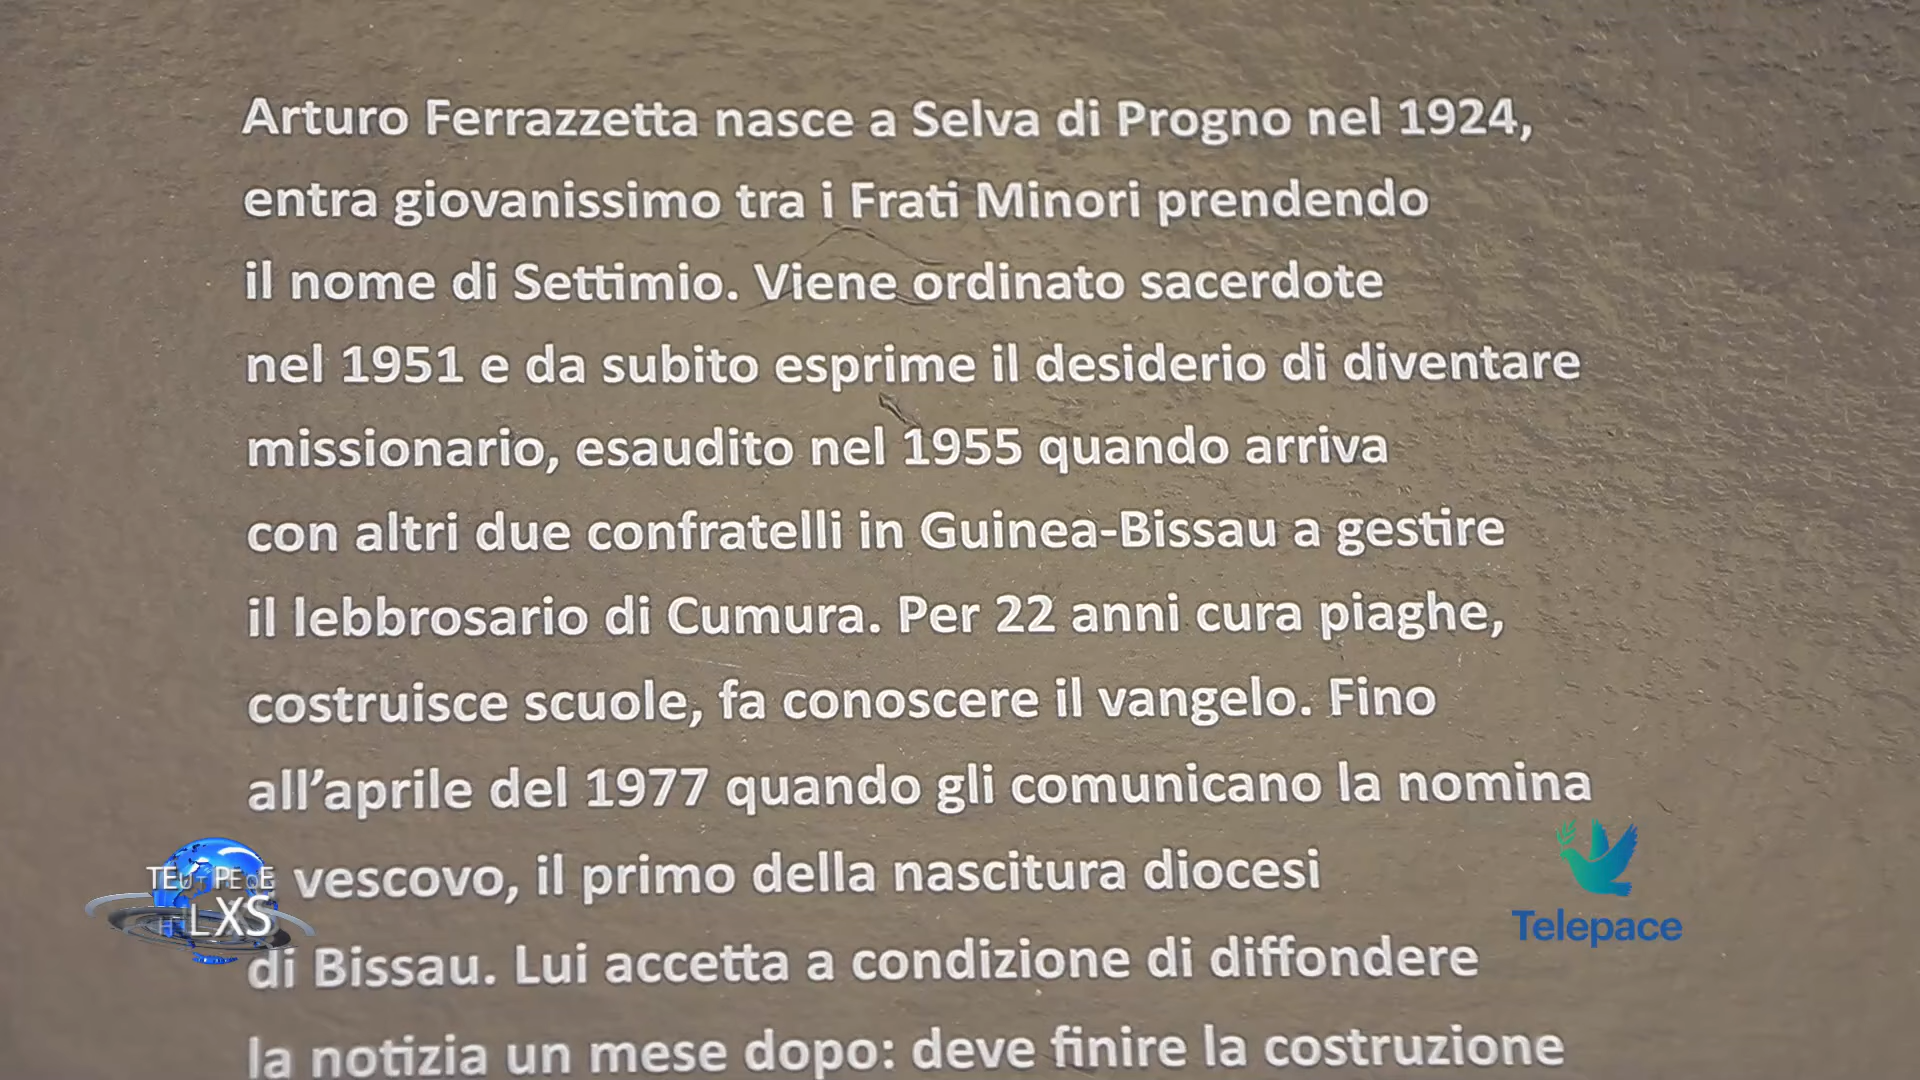 Arturo Ferrazzetta nasce a Selva di Progno nel 1924,
entra giovanissimo tra i Frati Minori prendendo
il nome di Settimio. Viene ordinato sacerdote
nel 1951 e da subito esprime il desiderio di diventare
missionario, esaudito nel 1955 quando arriva
con altri due confratelli in Guinea-Bissau a gestire
il lebbrosario di Cumura. Per 22 anni cura piaghe,
costruisce scuole, fa conoscere il vangelo. Fino
all'aprile del 1977 quando gli comunicano la nomina
vescovo, il primo della nascitura diocesi
di Bissau. Lui accetta a condizione di diffondere
la notizia un mese dopo: deve finire la costruzione
LXS
Telepace